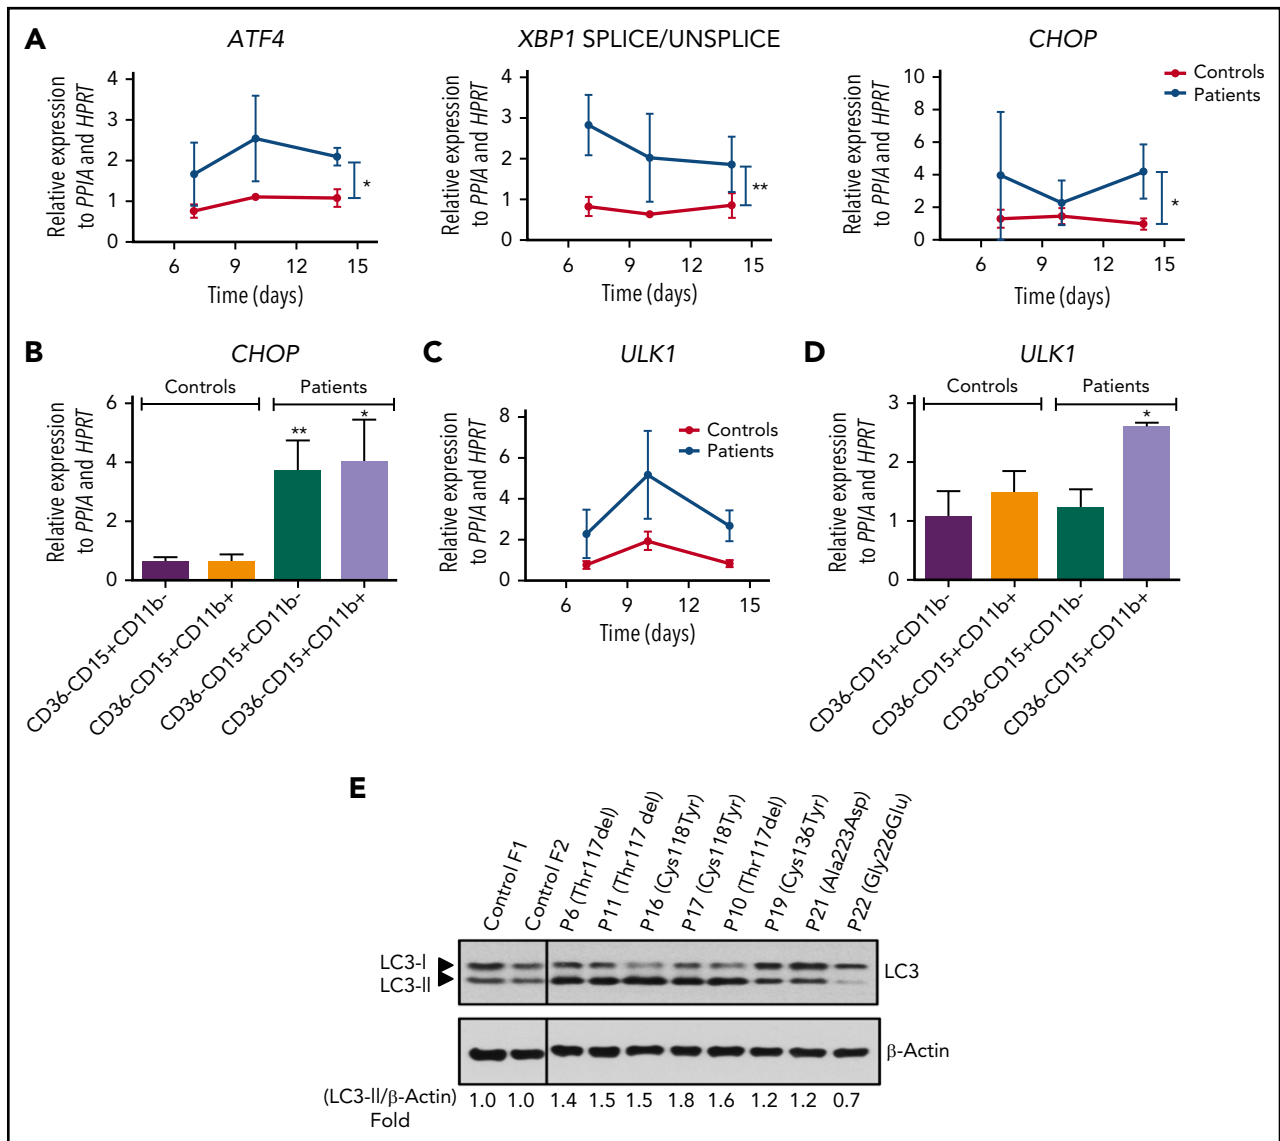 A
ATF4
Relative expression
to PPIA and HPRT
4
3
2
1
0
*
6 9 12 15
Time (days)
XBP1 SPLICE/UNSPLICE
4
3
2
1
0
**
6 9 12 15
Time (days)
CHOP
Relative expression
to PPIA and HPRT
10
8
6
4
2
0
*
6 9 12 15
Time (days)
Controls
Patients
B
CHOP
Controls Patients
Relative expression
to PPIA and HPRT
6
4
2
0
** *
CD36-CD15+CD11b-
CD36-CD15+CD11b+
CD36-CD15+CD11b-
CD36-CD15+CD11b+
C
ULK1
Relative expression
to PPIA and HPRT
8
6
4
2
0
Controls
Patients
6 9 12 15
Time (days)
D
ULK1
Controls Patients
Relative expression
to PPIA and HPRT
3
2
1
0
*
CD36-CD15+CD11b-
CD36-CD15+CD11b+
CD36-CD15+CD11b-
CD36-CD15+CD11b+
E
Control F1
Control F2
P6 (Thr117del)
P11 (Thr117 del)
P16 (Cys118Tyr)
P17 (Cys118Tyr)
P10 (Thr117del)
P19 (Cys136Tyr)
P21 (Ala223Asp)
P22 (Gly226Glu)
LC3-I
LC3-II
LC3
β-Actin
(LC3-II/β-Actin) 1.0 1.0 1.4 1.5 1.5 1.8 1.6 1.2 1.2 0.7
Fold